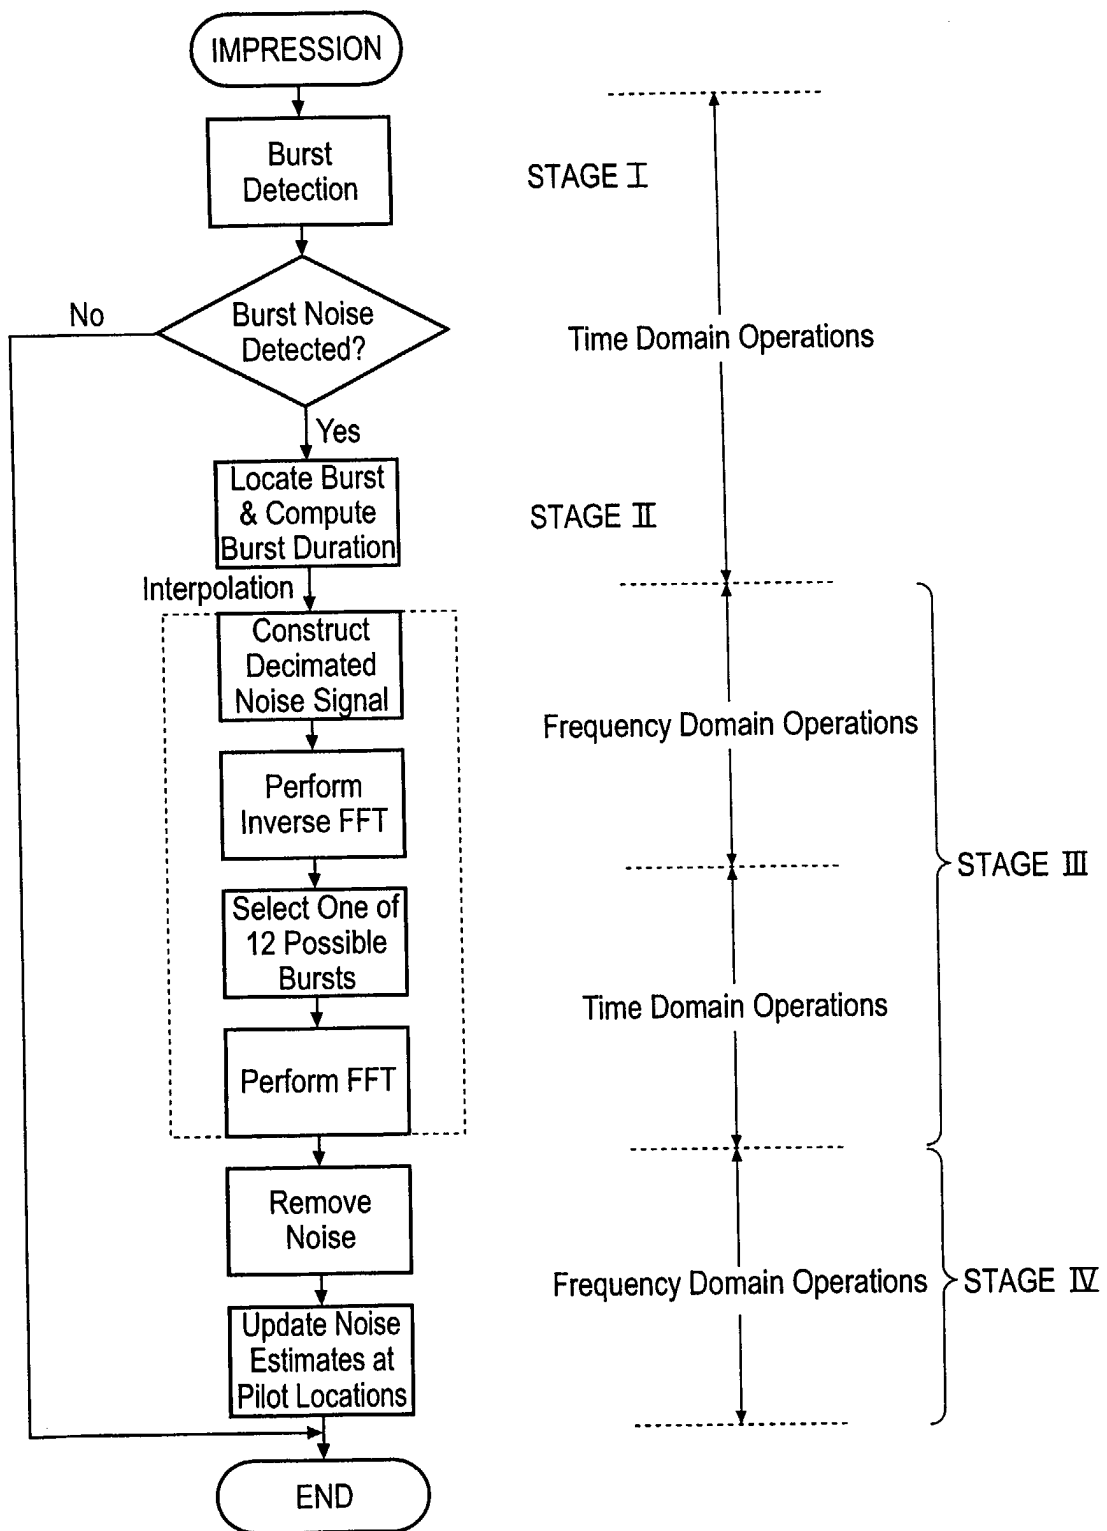 IMPRESSION
Burst
Detection
STAGE I
No
Burst Noise
Detected?
Time Domain Operations
Yes
Locate Burst
& Compute
Burst Duration
STAGE II
Interpolation
Construct
Decimated
Noise Signal
Frequency Domain Operations
Perform
Inverse FFT
STAGE III
Select One of
12 Possible
Bursts
Time Domain Operations
Perform FFT
Remove
Noise
Frequency Domain Operations
STAGE IV
Update Noise
Estimates at
Pilot Locations
END